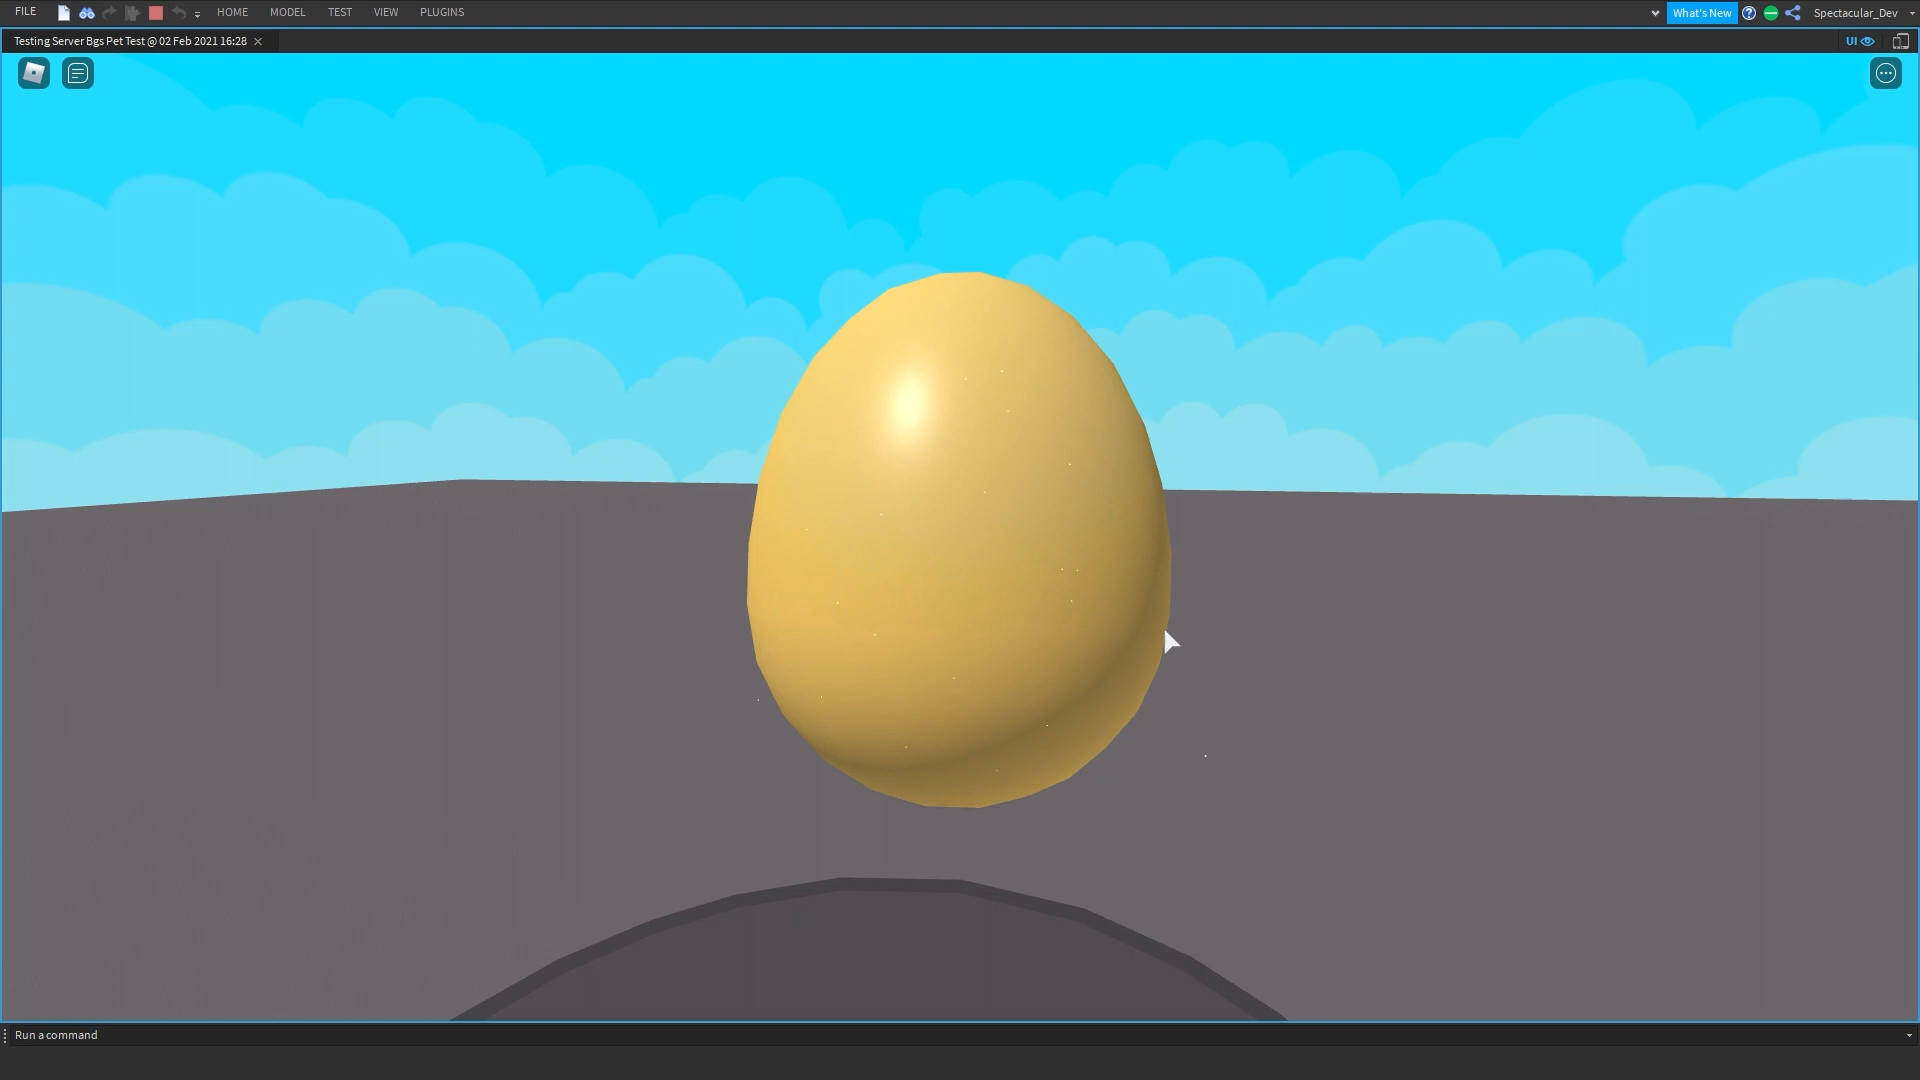 FILE HOME MODEL TEST VIEW PLUGINS What's New Spectacular_Dev
Testing Server Bgs Pet Test @ 02 Feb 2021 16:28 UI
Run a command